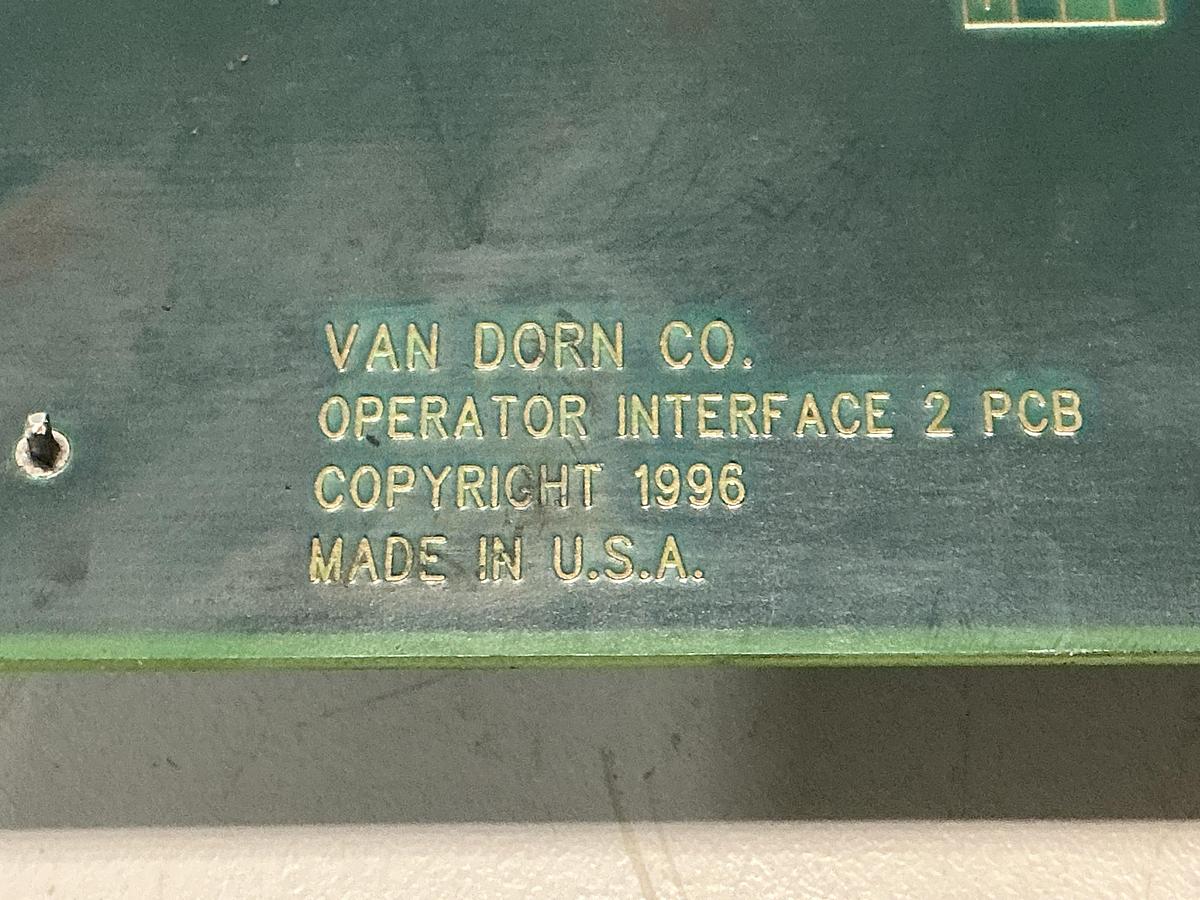 VAN DORN CO.
OPERATOR INTERFACE 2 PCB
COPYRIGHT 1996
MADE IN U.S.A.